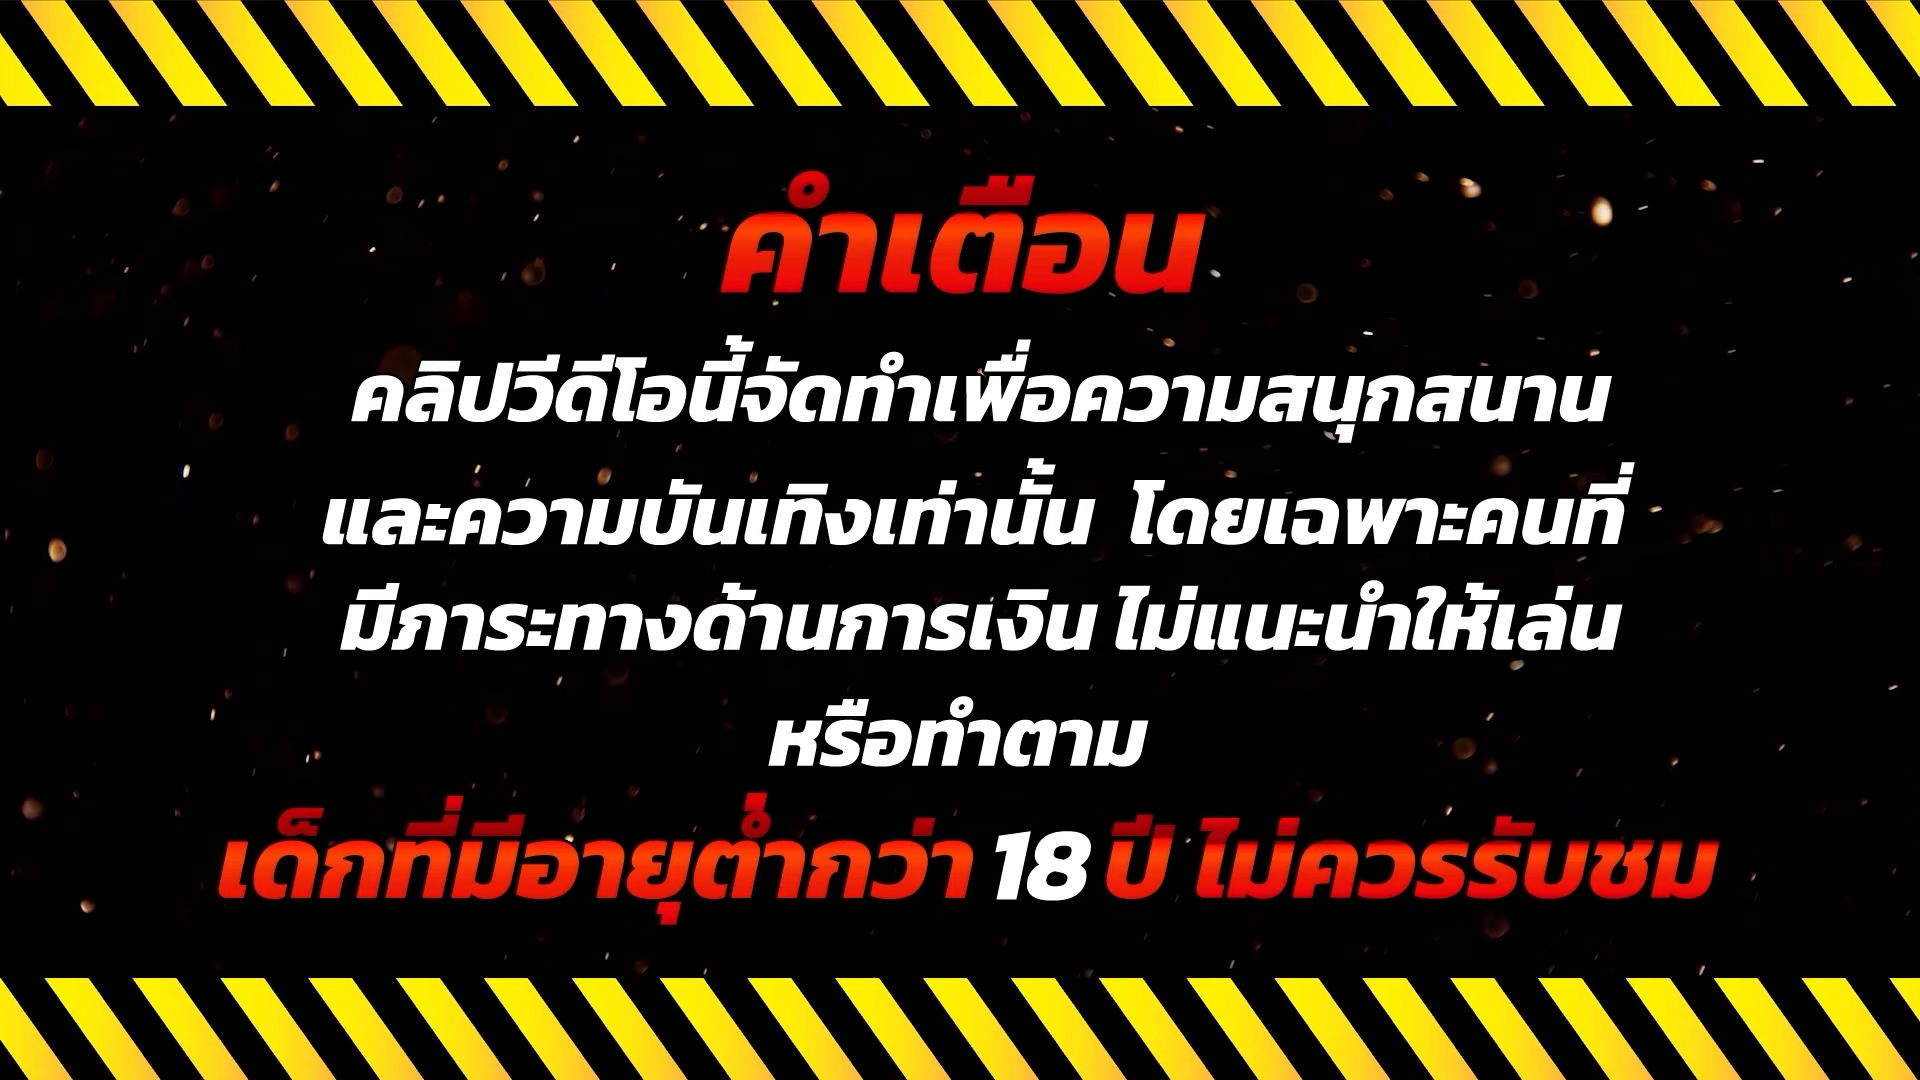 คำเตือน
คลิปวีดีโอนี้จัดทำเพื่อความสนุกสนาน
และความบันเทิงเท่านั้น โดยเฉพาะคนที่
มีภาระทางด้านการเงิน ไม่แนะนำให้เล่น
หรือทำตาม
เด็กที่มีอายุต่ำกว่า 18 ปี ไม่ควรรับชม